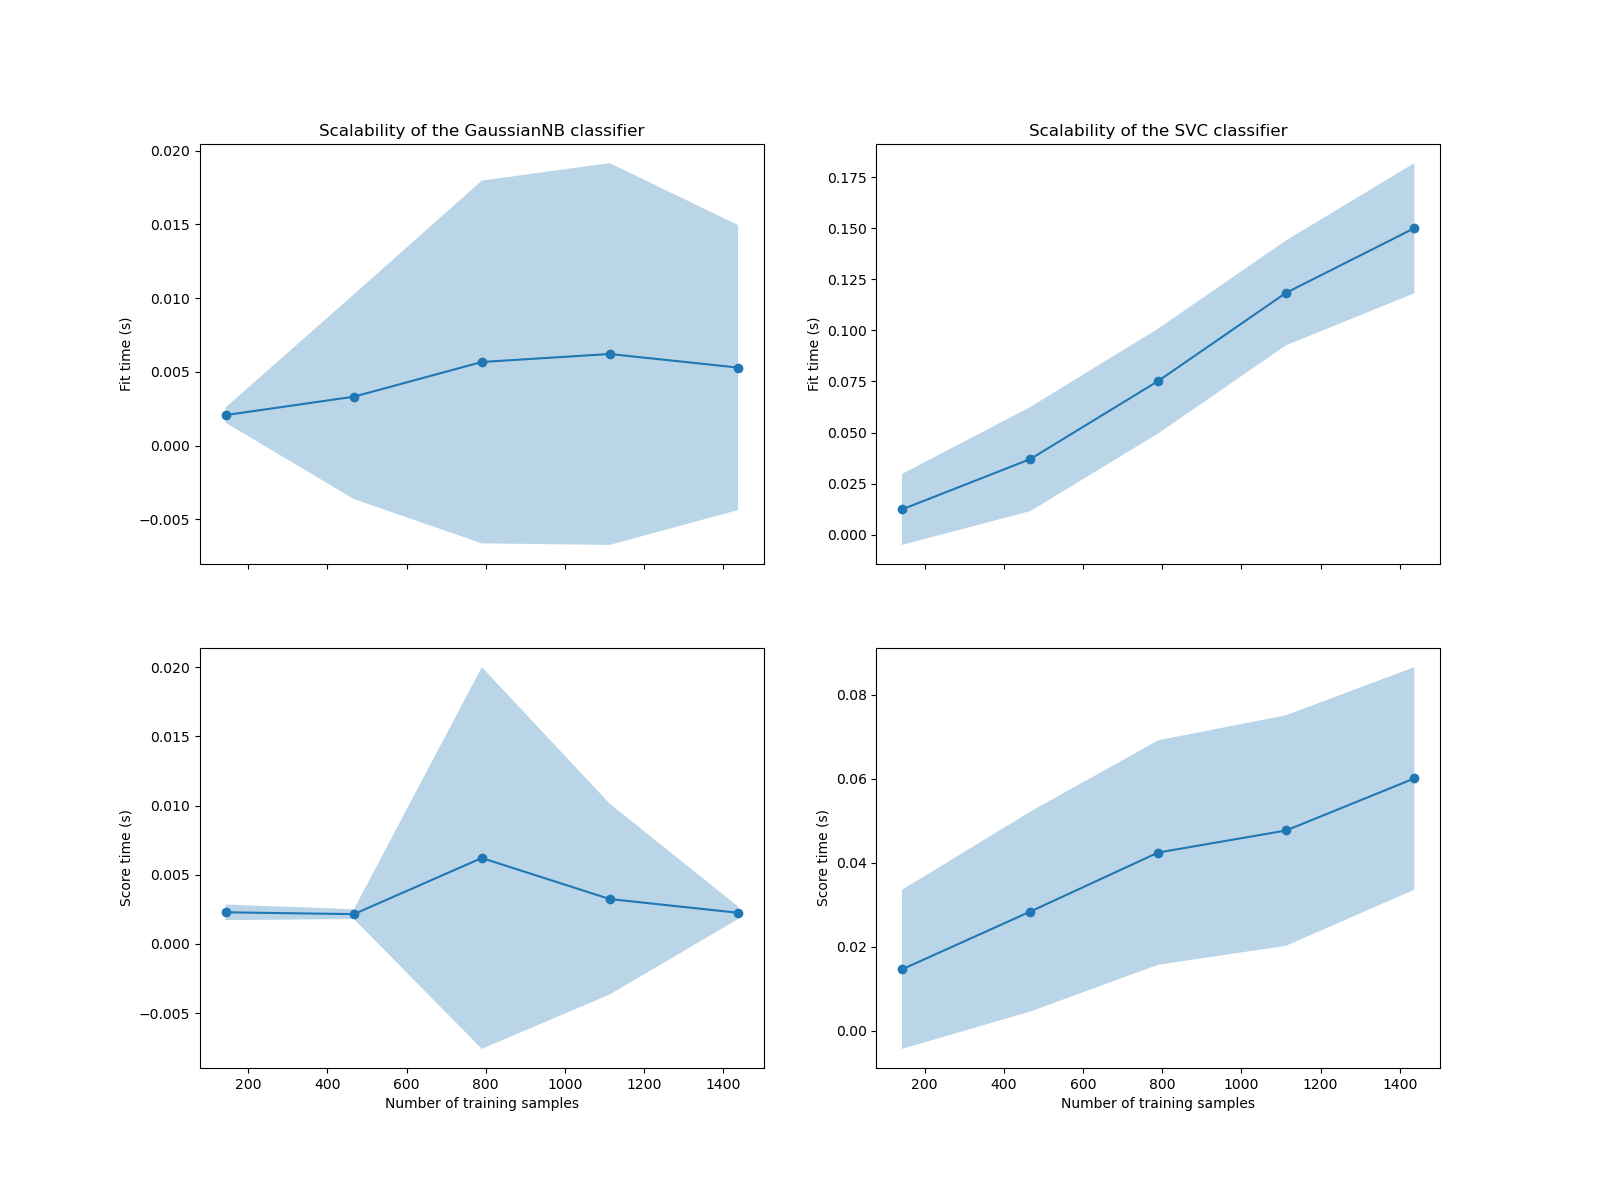 Scalability of the GaussianNB classifier
0.020
0.015
0.010
0.005
0.000
−0.005
Fit time (s)
Scalability of the SVC classifier
0.175
0.150
0.125
0.100
0.075
0.050
0.025
0.000
Fit time (s)
0.020
0.015
0.010
0.005
0.000
−0.005
Score time (s)
200 400 600 800 1000 1200 1400
Number of training samples
0.08
0.06
0.04
0.02
0.00
Score time (s)
200 400 600 800 1000 1200 1400
Number of training samples